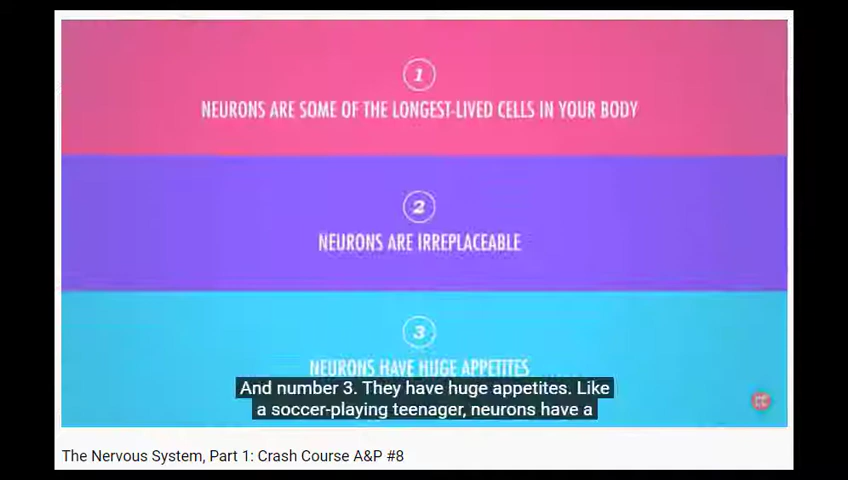 1
NEURONS ARE SOME OF THE LONGEST-LIVED CELLS IN YOUR BODY
2
NEURONS ARE IRREPLACEABLE
3
NEURONS HAVE HUGE APPETITES
And number 3. They have huge appetites. Like
a soccer-playing teenager, neurons have a
CC
The Nervous System, Part 1: Crash Course A&P #8